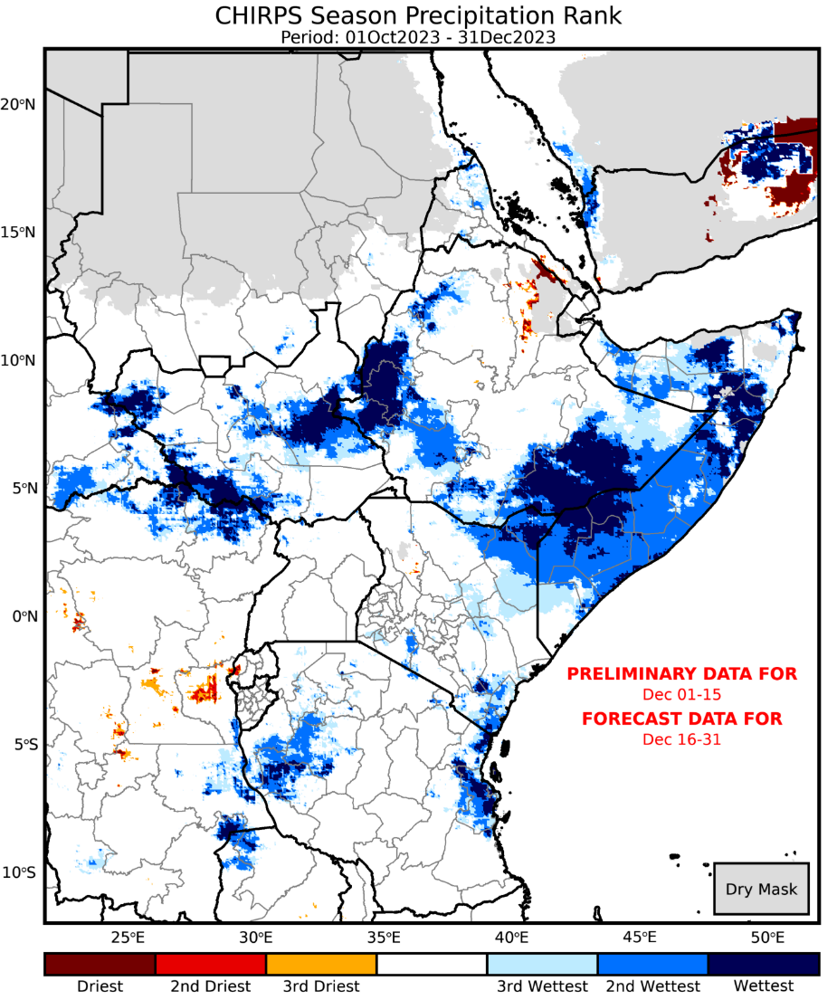 CHIRPS Season Precipitation Rank
Period: 01Oct2023 - 31Dec2023
20°N
15°N
10°N
5°N
0°N
5°S
10°S
PRELIMINARY DATA FOR
Dec 01-15
FORECAST DATA FOR
Dec 16-31
Dry Mask
25°E 30°E 35°E 40°E 45°E 50°E
Driest 2nd Driest 3rd Driest 3rd Wettest 2nd Wettest Wettest